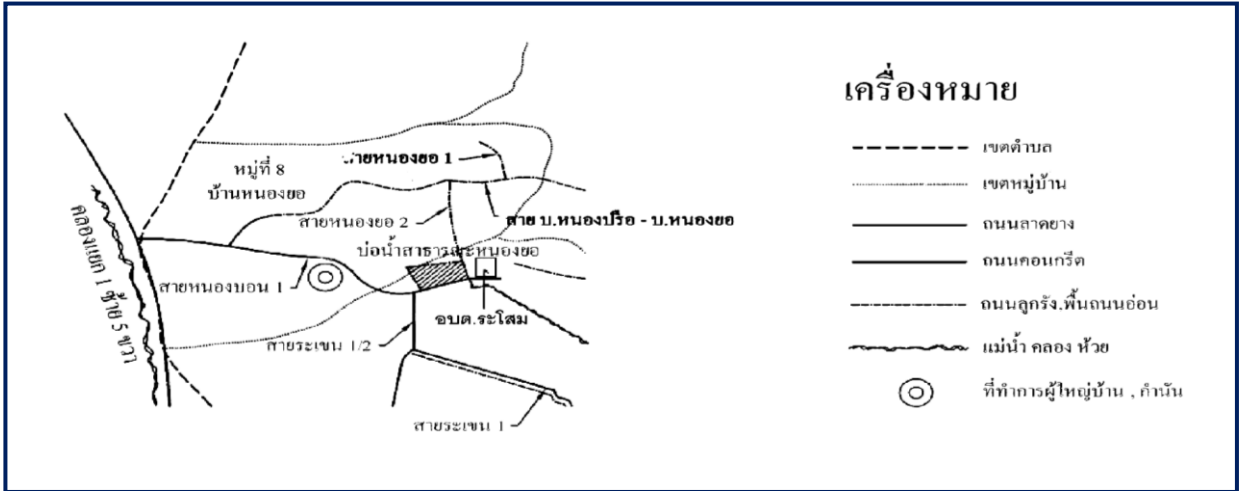 เครื่องหมาย
เขตตำบล
เขตหมู่บ้าน
ถนนลาดยาง
ถนนคอนกรีต
ถนนลูกรัง,พื้นถนนอ่อน
แม่น้ำ คลอง ห้วย
ที่ทำการผู้ใหญ่บ้าน , กำนัน
หมู่ที่ 8
บ้านหนองยอ
สายหนองยอ 1
สายหนองยอ 2
สาย บ.หนองปรือ - บ.หนองยอ
บ่อน้ำสาธารณะหนองยอ
คลองแยก 1 ซ้าย 5 ขวา
สายหนองบอน 1
อบต.ระโสม
สายระเขน 1/2
สายระเขน 1